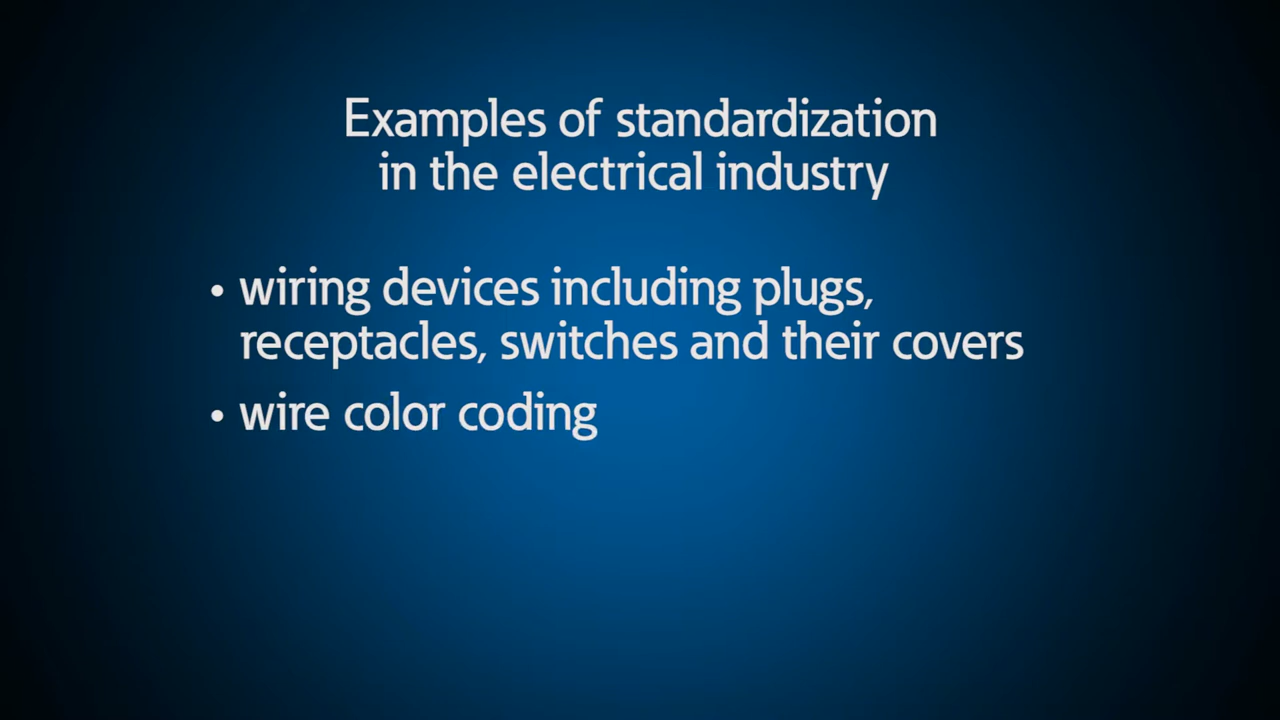 Examples of standardization
in the electrical industry
• wiring devices including plugs,
receptacles, switches and their covers
• wire color coding